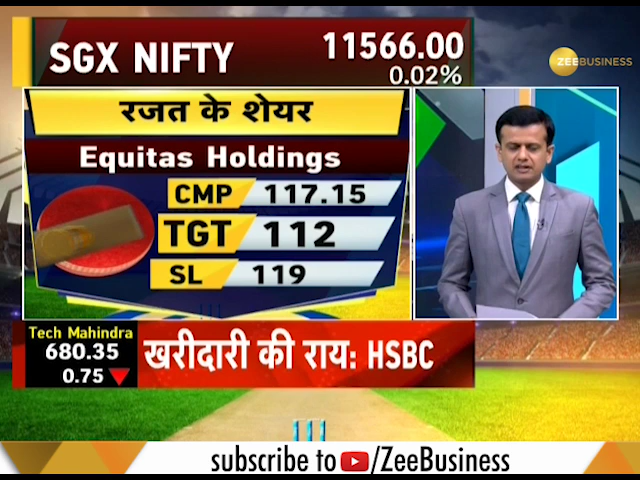 SGX NIFTY
11566.00
0.02%
ZEEBUSINESS
रजत के शेयर
Equitas Holdings
CMP 117.15
TGT 112
SL 119
Tech Mahindra
680.35
0.75
खरीदारी की राय: HSBC
subscribe to /ZeeBusiness